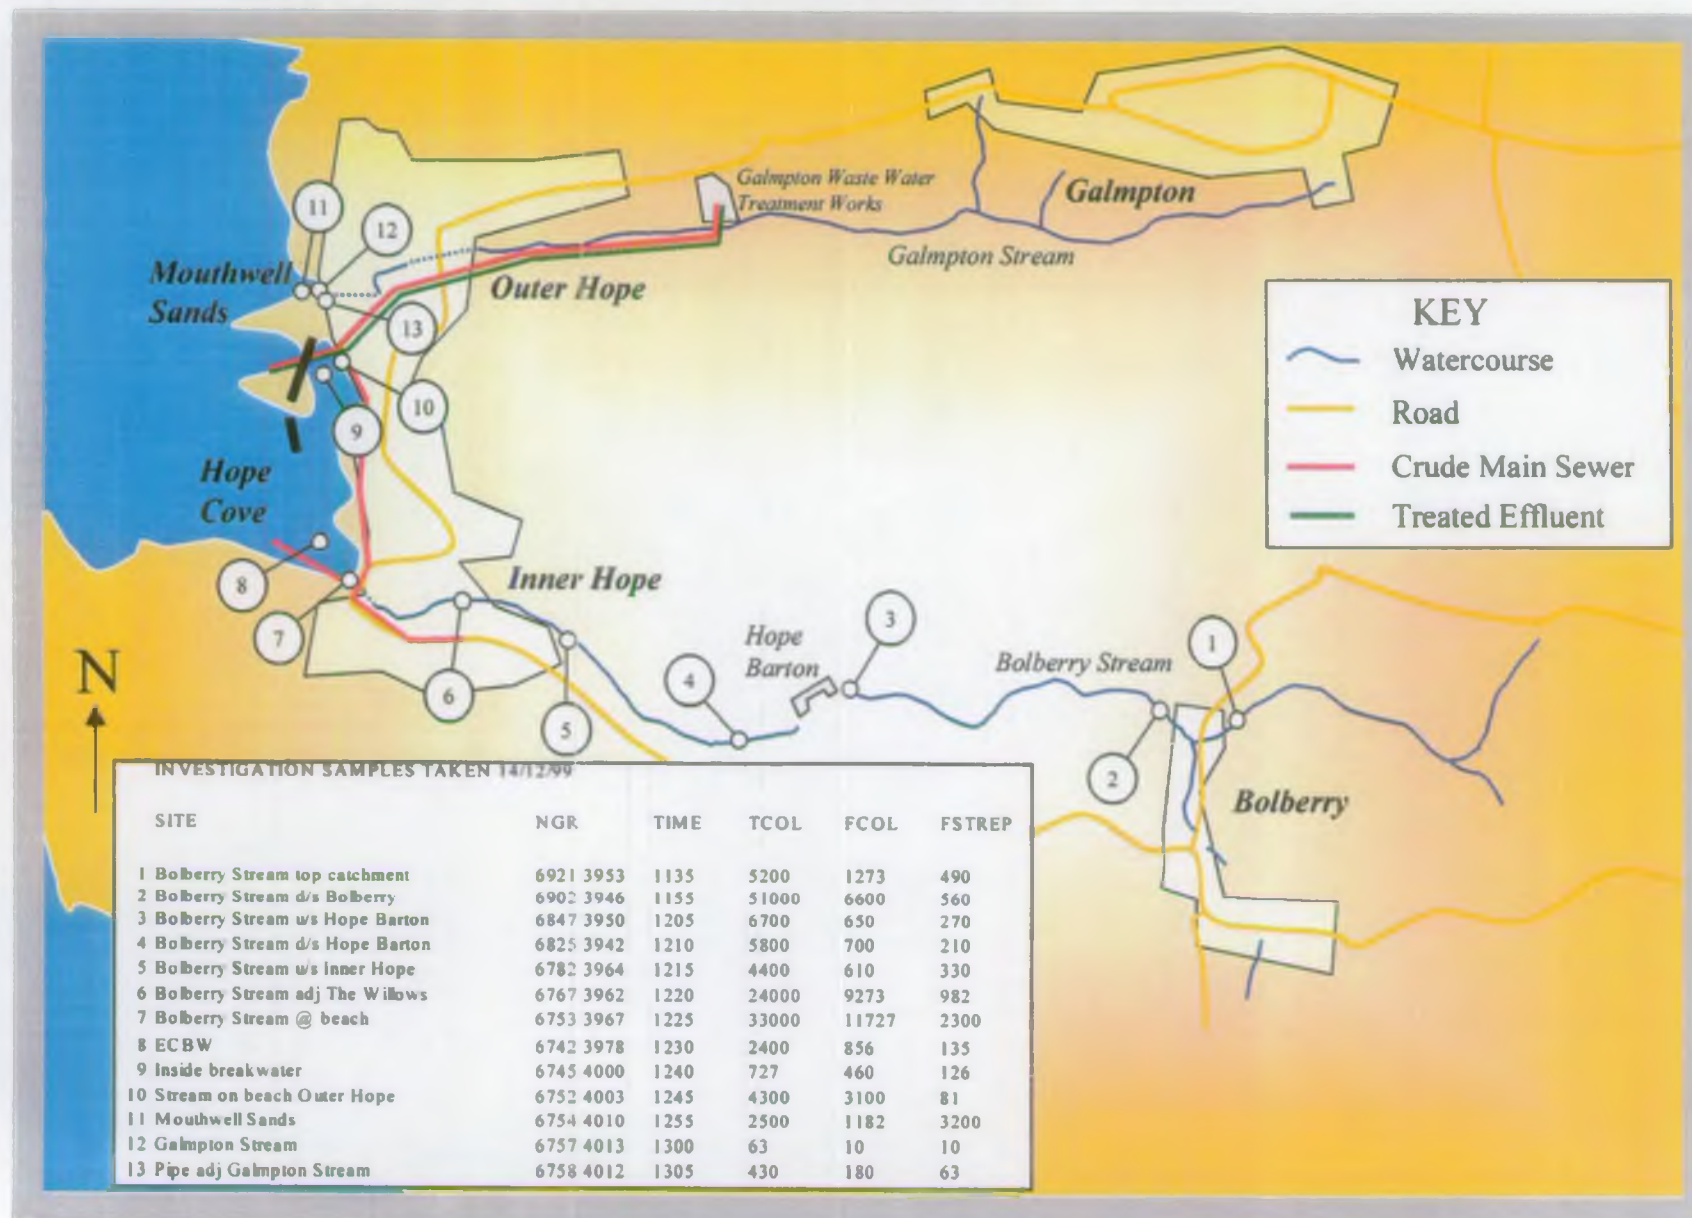 Galmpton Waste Water
Treatment Works
Galmpton
Galmpton Stream
Mouthwell
Sands
Outer Hope
11
12
13
10
9
Hope
Cove
8
7
Inner Hope
6
5
4
3
Hope
Barton
Bolberry Stream
1
2
Bolberry
N
KEY
Watercourse
Road
Crude Main Sewer
Treated Effluent
INVESTIGATION SAMPLES TAKEN 14/12/99
SITE NGR TIME TCOL FCOL FSTREP
1 Bolberry Stream top catchment 6921 3953 1135 5200 1273 490
2 Bolberry Stream d/s Bolberry 6902 3946 1155 51000 6600 560
3 Bolberry Stream u/s Hope Barton 6847 3950 1205 6700 650 270
4 Bolberry Stream d/s Hope Barton 6825 3942 1210 5800 700 210
5 Bolberry Stream u/s Inner Hope 6782 3964 1215 4400 610 330
6 Bolberry Stream adj The Willows 6767 3962 1220 24000 9273 982
7 Bolberry Stream @ beach 6753 3967 1225 33000 11727 2300
8 ECBW 6742 3978 1230 2400 856 135
9 Inside breakwater 6745 4000 1240 727 460 126
10 Stream on beach Outer Hope 6752 4003 1245 4300 3100 81
11 Mouthwell Sands 6754 4010 1255 2500 1182 3200
12 Galmpton Stream 6757 4013 1300 63 10 10
13 Pipe adj Galmpton Stream 6758 4012 1305 430 180 63